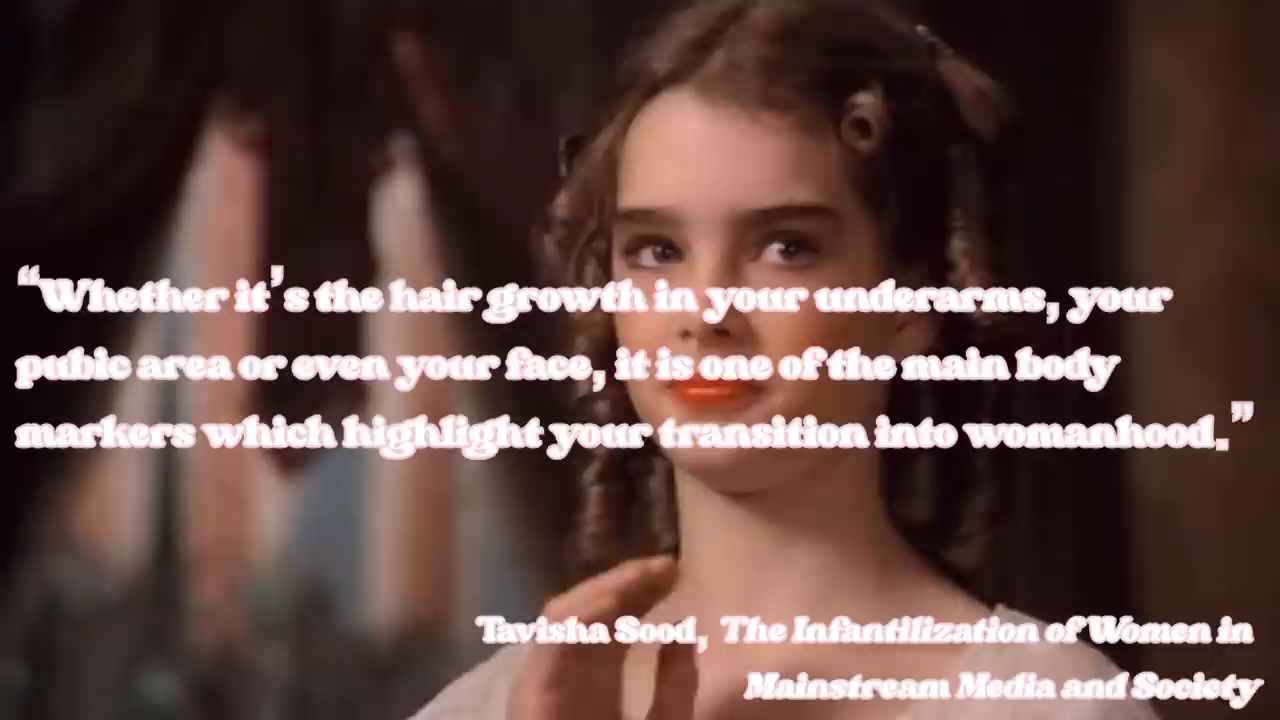 “Whether it’s the hair growth in your underarms, your
pubic area or even your face, it is one of the main body
markers which highlight your transition into womanhood.”
Tavisha Sood, The Infantilization of Women in
Mainstream Media and Society